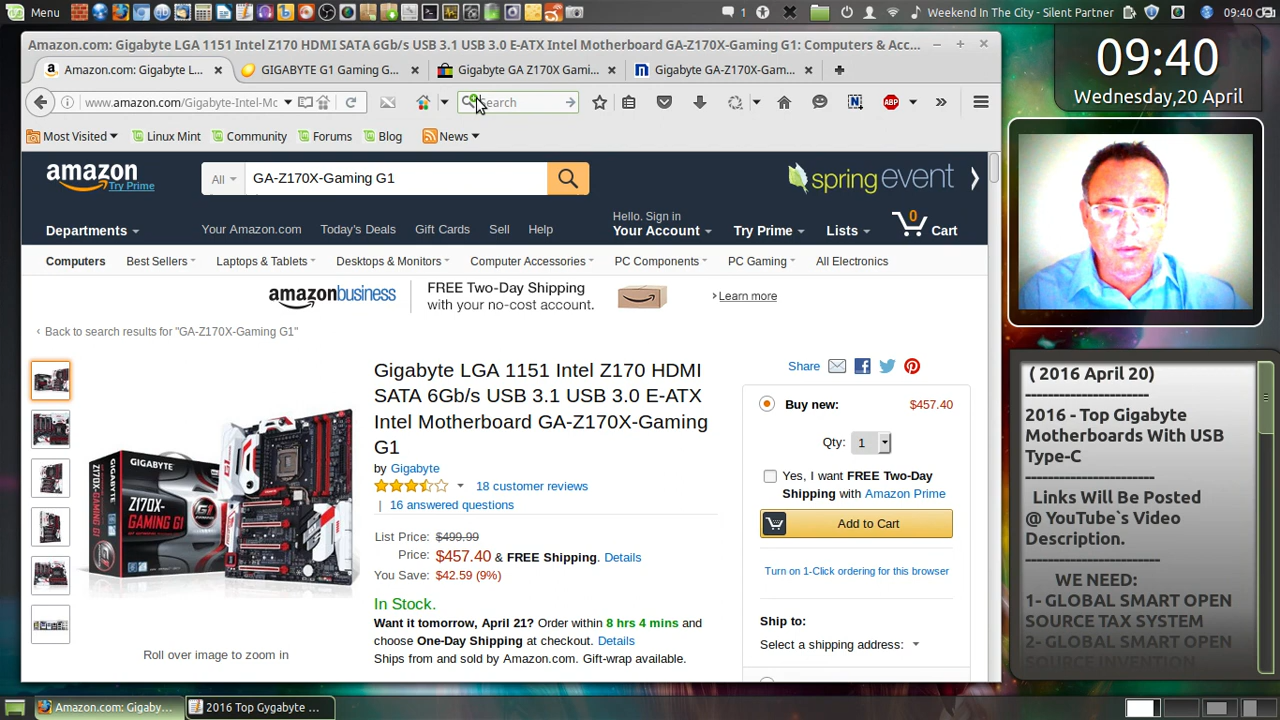 Menu
1
Weekend In The City - Silent Partner
09:40
Amazon.com: Gigabyte LGA 1151 Intel Z170 HDMI SATA 6Gb/s USB 3.1 USB 3.0 E-ATX Intel Motherboard GA-Z170X-Gaming G1: Computers & Acc...
Amazon.com: Gigabyte L...
GIGABYTE G1 Gaming G...
Gigabyte GA Z170X Gami...
Gigabyte GA-Z170X-Gam...
www.amazon.com/Gigabyte-Intel-Mc
Search
ABP
Most Visited
Linux Mint
Community
Forums
Blog
News
amazon
Try Prime
All
GA-Z170X-Gaming G1
spring event
Departments
Your Amazon.com
Today's Deals
Gift Cards
Sell
Help
Hello. Sign in
Your Account
Try Prime
Lists
0
Cart
Computers
Best Sellers
Laptops & Tablets
Desktops & Monitors
Computer Accessories
PC Components
PC Gaming
All Electronics
amazonbusiness
FREE Two-Day Shipping
with your no-cost account.
Learn more
Back to search results for "GA-Z170X-Gaming G1"
GIGABYTE
Z170X-
GAMING G1
Z170X-GAMING G1
G1
Roll over image to zoom in
Gigabyte LGA 1151 Intel Z170 HDMI
SATA 6Gb/s USB 3.1 USB 3.0 E-ATX
Intel Motherboard GA-Z170X-Gaming
G1
by Gigabyte
18 customer reviews
| 16 answered questions
List Price: $499.99
Price: $457.40 & FREE Shipping. Details
You Save: $42.59 (9%)
In Stock.
Want it tomorrow, April 21? Order within 8 hrs 4 mins and
choose One-Day Shipping at checkout. Details
Ships from and sold by Amazon.com. Gift-wrap available.
Share
Buy new:
$457.40
Qty: 1
Yes, I want FREE Two-Day
Shipping with Amazon Prime
Add to Cart
Turn on 1-Click ordering for this browser
Ship to:
Select a shipping address:
09:40
Wednesday,20 April
( 2016 April 20)
2016 - Top Gigabyte
Motherboards With USB
Type-C
Links Will Be Posted
@ YouTube`s Video
Description.
WE NEED:
1- GLOBAL SMART OPEN
SOURCE TAX SYSTEM
2- GLOBAL SMART OPEN
SOURCE INVENTION
Amazon.com: Gigaby...
2016 Top Gygabyte ...